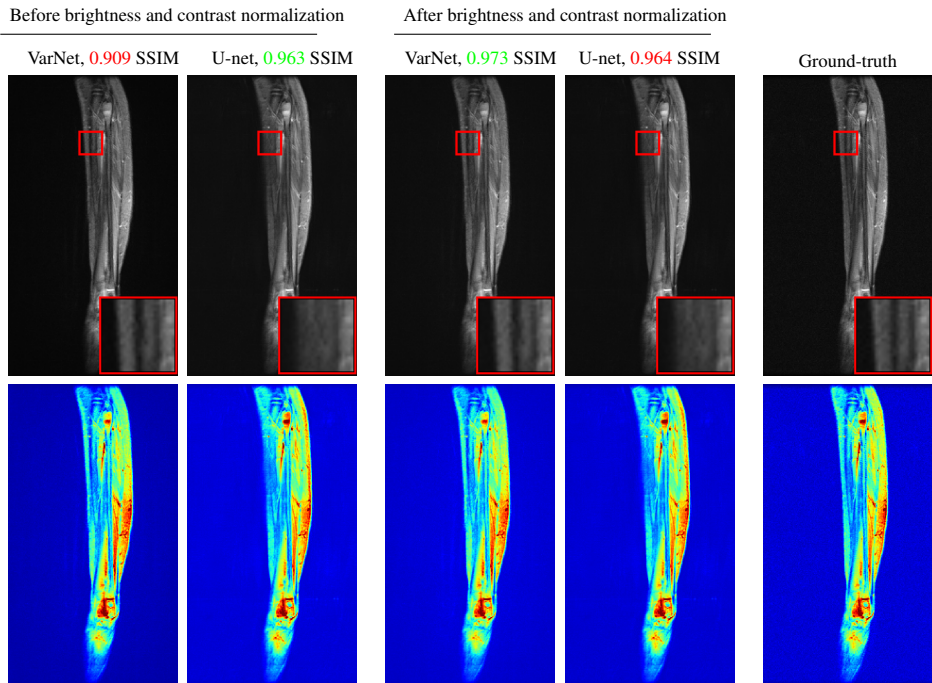 Before brightness and contrast normalization
After brightness and contrast normalization
VarNet, 0.909 SSIM
U-net, 0.963 SSIM
VarNet, 0.973 SSIM
U-net, 0.964 SSIM
Ground-truth